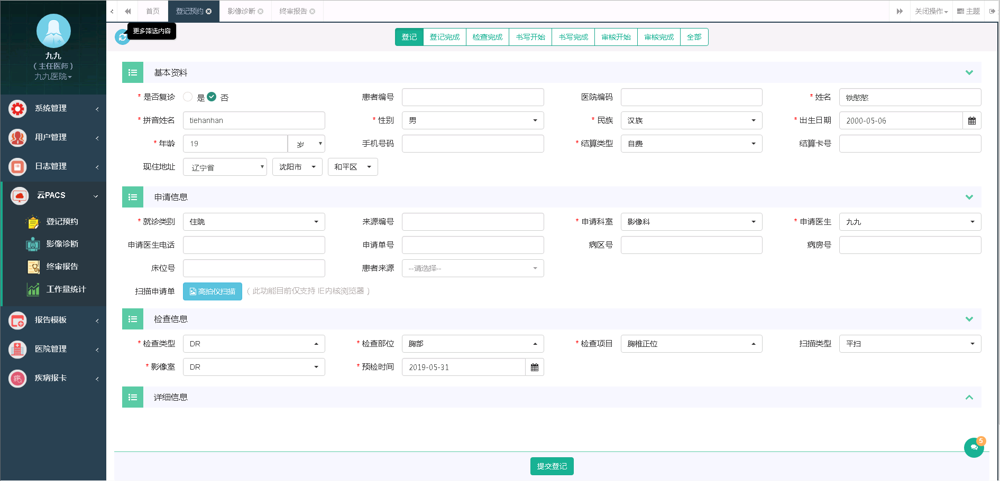 九九
（主任医师）
九九医院
系统管理
用户管理
日志管理
云PACS
登记预约
影像诊断
终审报告
工作量统计
报告模板
医院管理
疾病报卡
首页 登记预约 影像诊断 终审报告 关闭操作 主题
更多筛选内容
登记 登记完成 检查完成 书写开始 书写完成 审核开始 审核完成 全部
基本资料
* 是否复诊 是 否 患者编号 医院编码 * 姓名 铁憨憨
* 拼音姓名 tiehanhan * 性别 男 * 民族 汉族 * 出生日期 2000-05-06
* 年龄 19 岁 手机号码 * 结算类型 自费 结算卡号
现住地址 辽宁省 沈阳市 和平区
申请信息
* 就诊类别 住院 来源编号 * 申请科室 影像科 * 申请医生 九九
申请医生电话 申请单号 病区号 病房号
床位号 患者来源 --请选择--
扫描申请单 高拍仪扫描 （此功能目前仅支持 IE内核浏览器）
检查信息
* 检查类型 DR * 检查部位 胸部 * 检查项目 胸椎正位 扫描类型 平扫
* 影像室 DR * 预检时间 2019-05-31
详细信息
5
提交登记